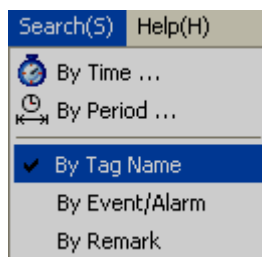 Search(S) Help(H)
By Time ...
By Period ...
By Tag Name
By Event/Alarm
By Remark